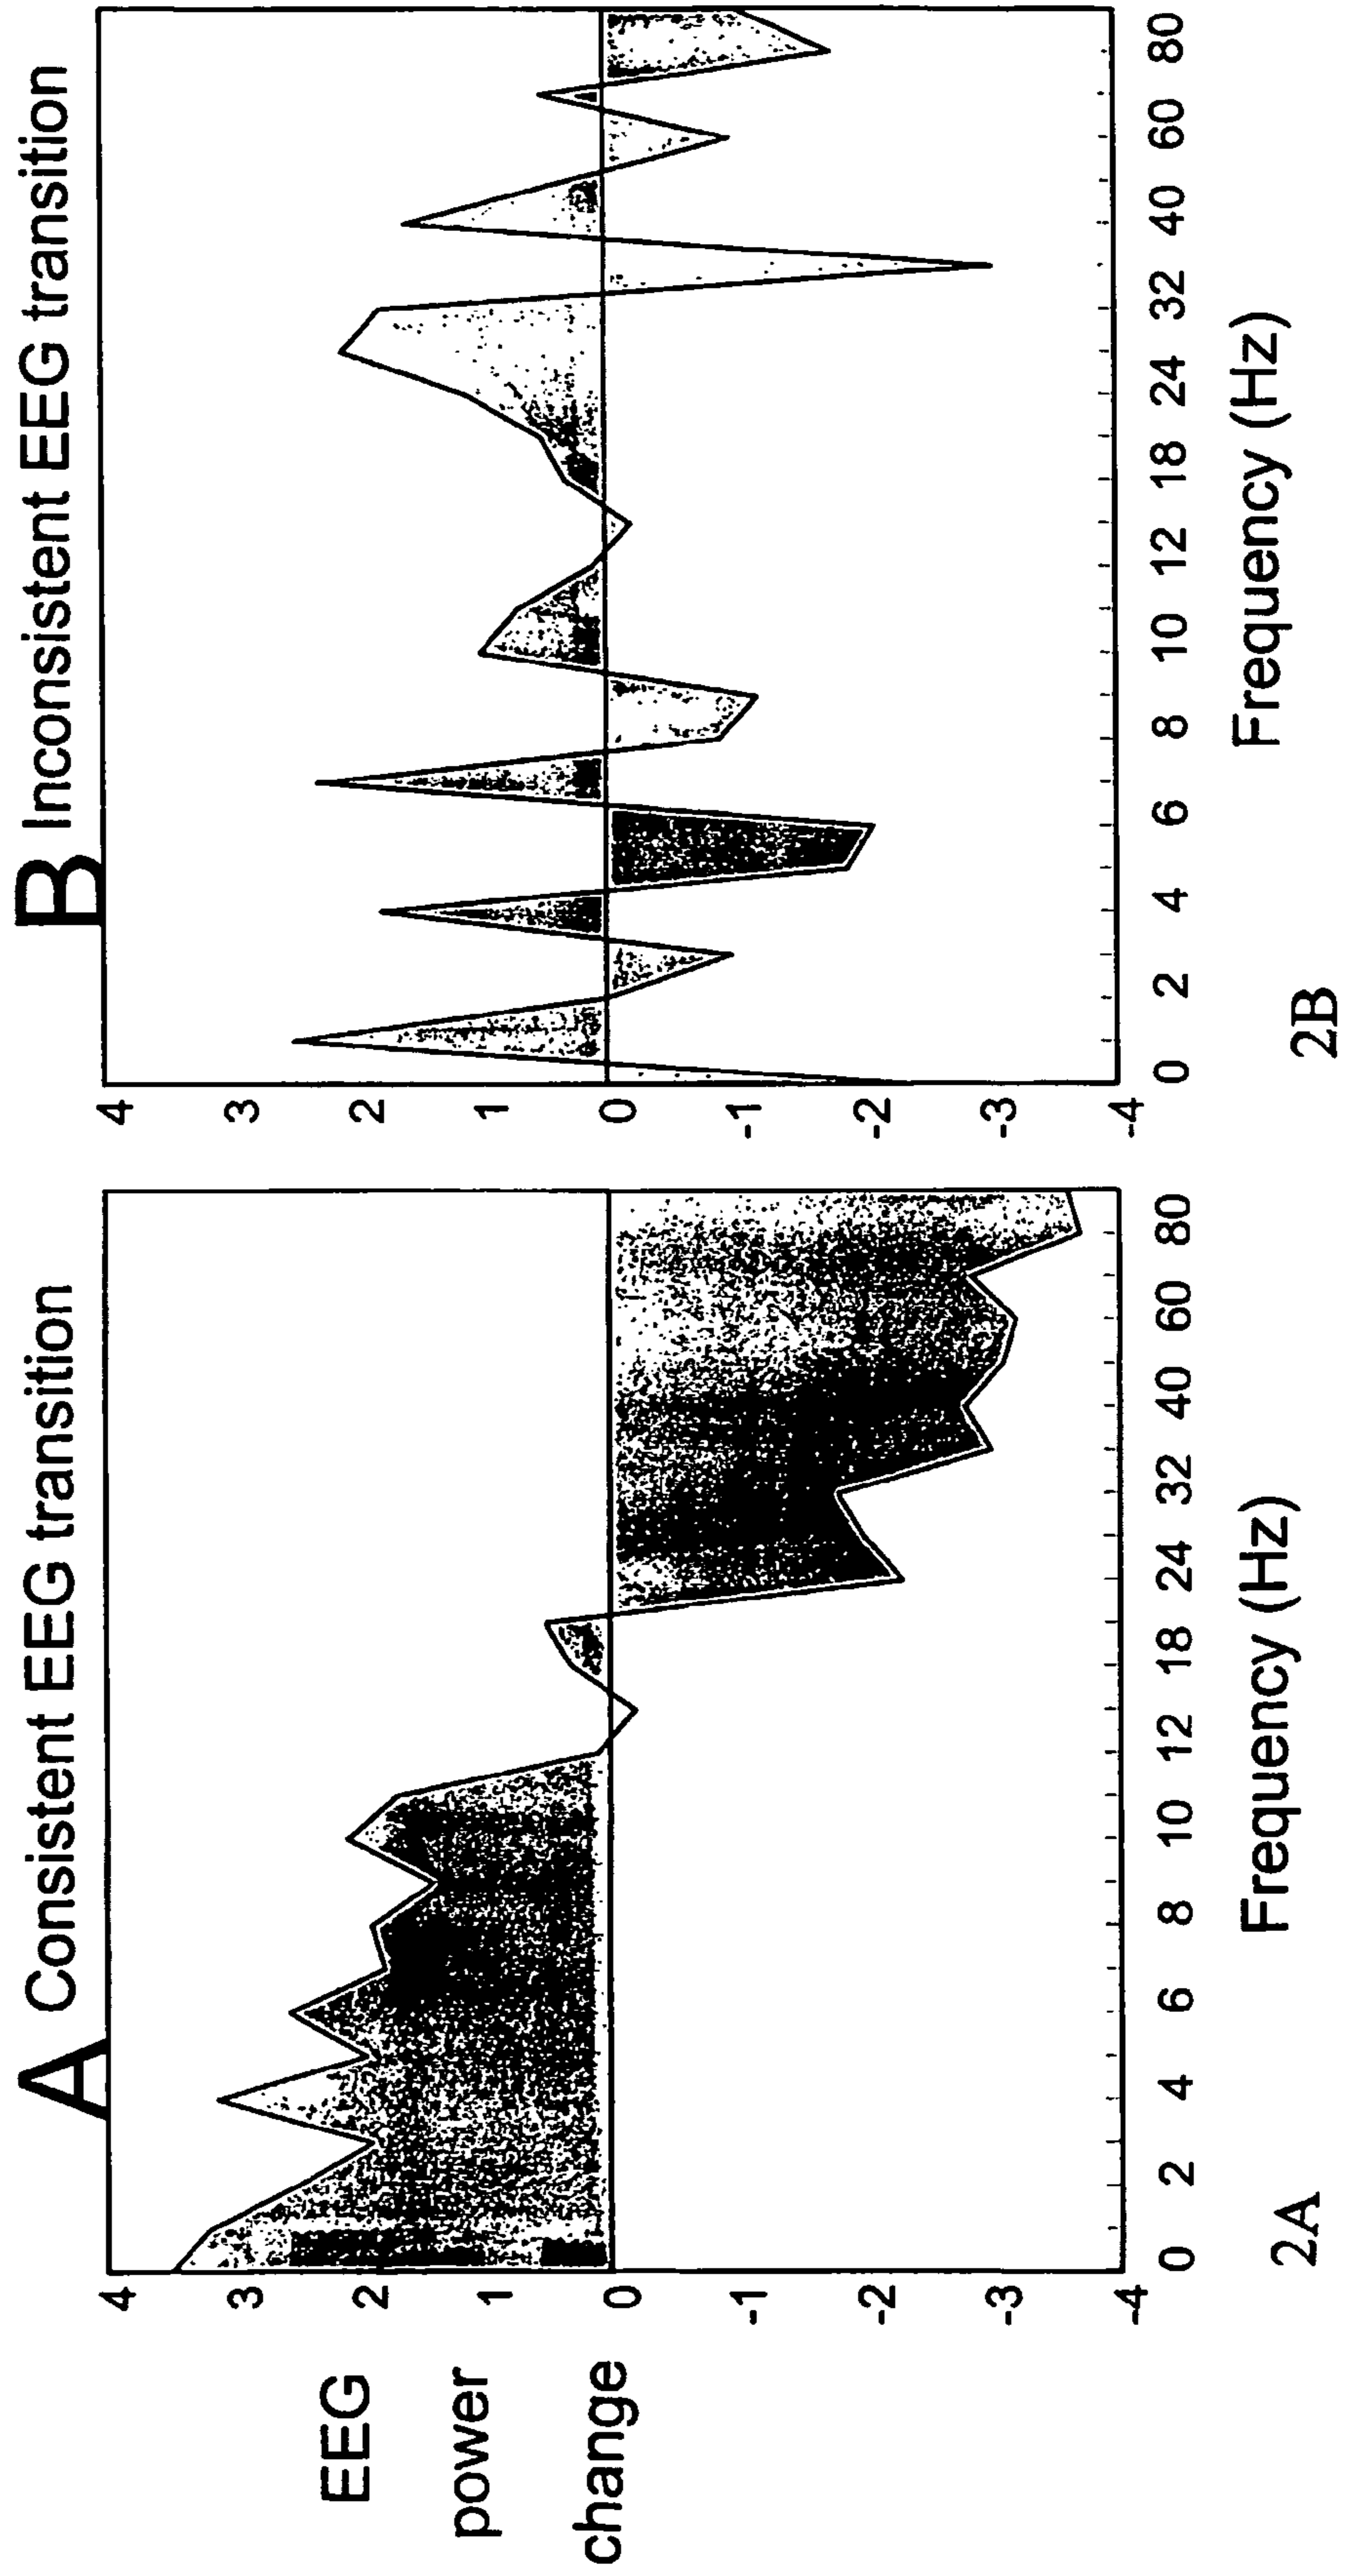 A Consistent EEG transition
EEG
power
change
4
3
2
1
0
-1
-2
-3
-4
0 2 4 6 8 10 12 18 24 32 40 60 80
Frequency (Hz)
2A
B Inconsistent EEG transition
4
3
2
1
0
-1
-2
-3
-4
0 2 4 6 8 10 12 18 24 32 40 60 80
Frequency (Hz)
2B